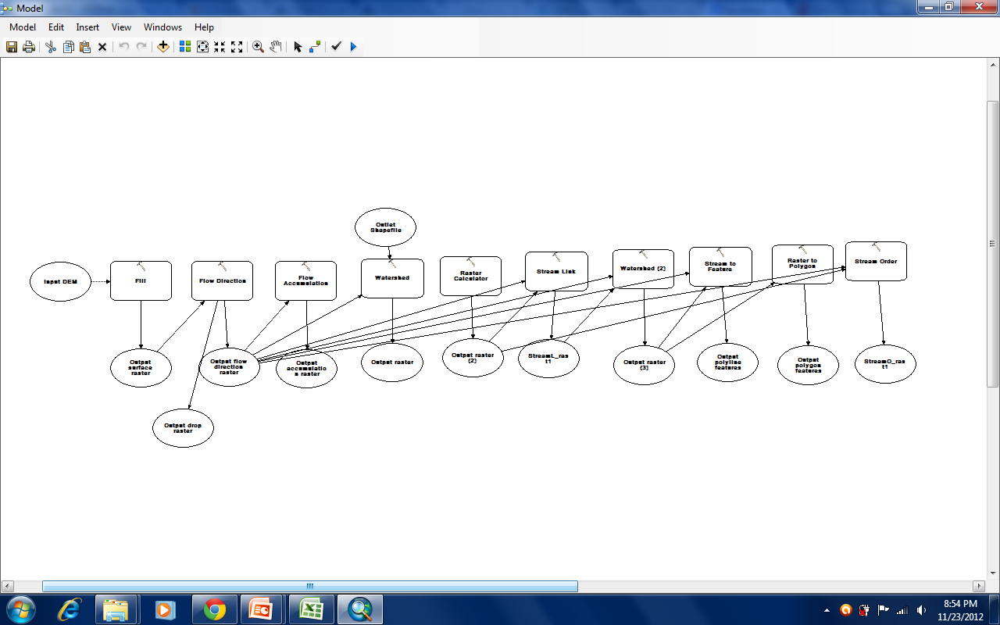 Model
Model Edit Insert View Windows Help
Outlet
Shapefile
Input DEM
Fill
Flow Direction
Flow
Accumulation
Watershed
Raster
Calculator
Stream Link
Watershed (2)
Stream to
Feature
Raster to
Polygon
Stream Order
Output
surface
raster
Output flow
direction
raster
Output
accumulatio
n raster
Output raster
Output raster
(2)
StreamL_ras
t1
Output raster
(3)
Output
polyline
features
Output
polygon
features
StreamO_ras
t1
Output drop
raster
8:54 PM
11/23/2012